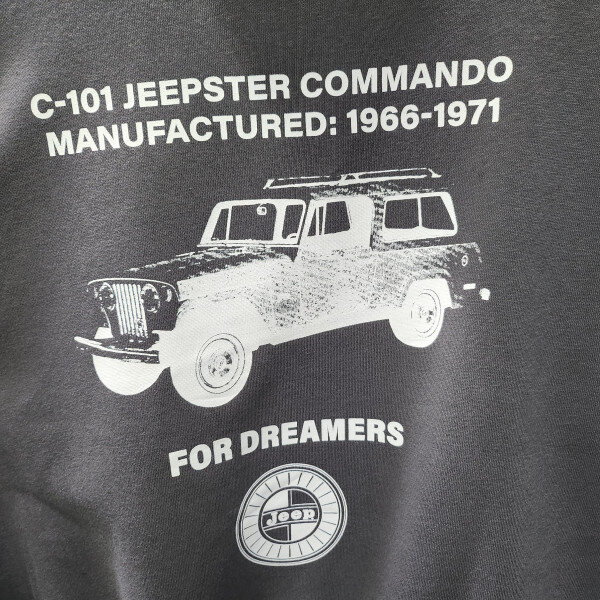 C-101 JEEPSTER COMMANDO
MANUFACTURED: 1966-1971
FOR DREAMERS
Jeep